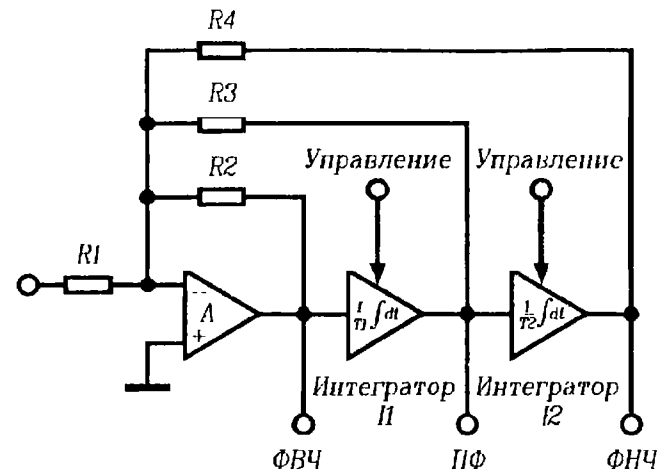 R4
R3
R2
Управление Управление
R1
A
1/T1 ∫dt
1/T2 ∫dt
Интегратор Интегратор
I1 I2
ФВЧ ПФ ФНЧ